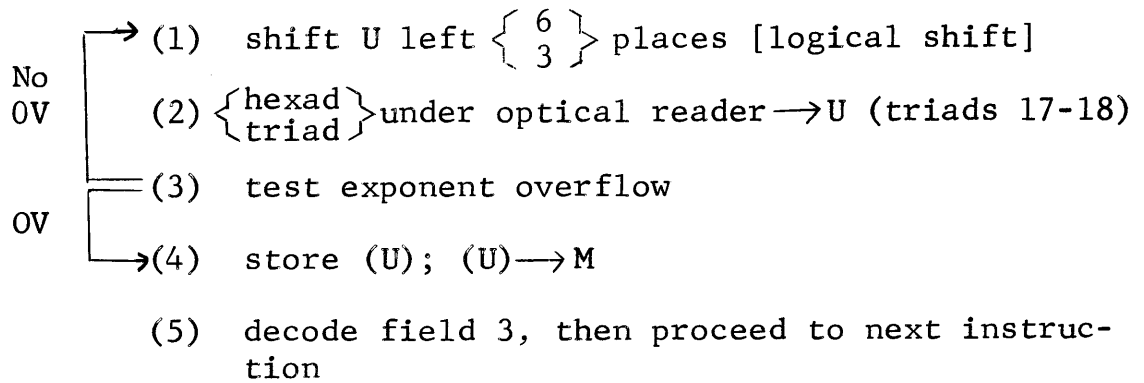 (1) shift U left { 6 3 } places [logical shift]
No
OV
(2) { hexad triad } under optical reader → U (triads 17-18)
(3) test exponent overflow
OV
(4) store (U); (U) → M
(5) decode field 3, then proceed to next instruc-
tion